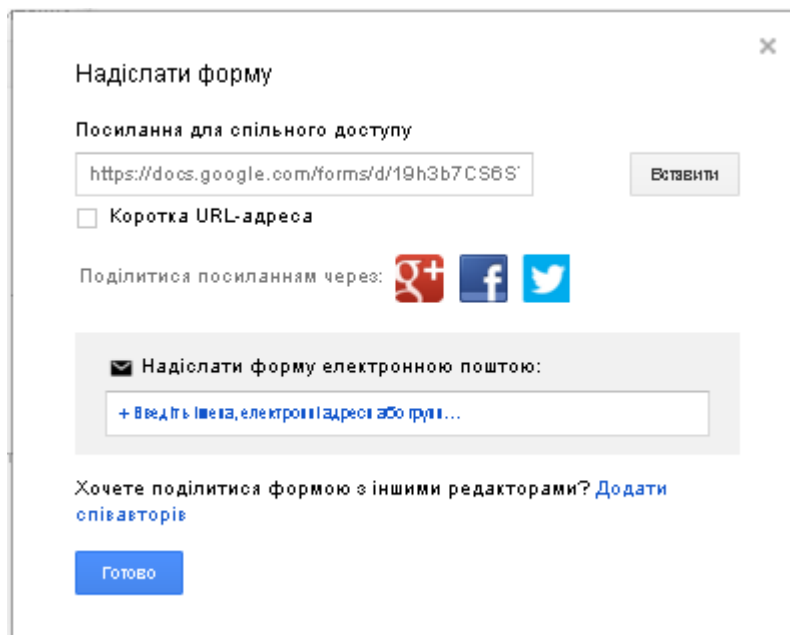 Надіслати форму
Посилання для спільного доступу
https://docs.google.com/forms/d/19h3b7CS6S
Вставити
Коротка URL-адреса
Поділитися посиланням через:
Надіслати форму електронною поштою:
+ Введіть імена, електронні адреси або групи...
Хочете поділитися формою з іншими редакторами? Додати
співавторів
Готово